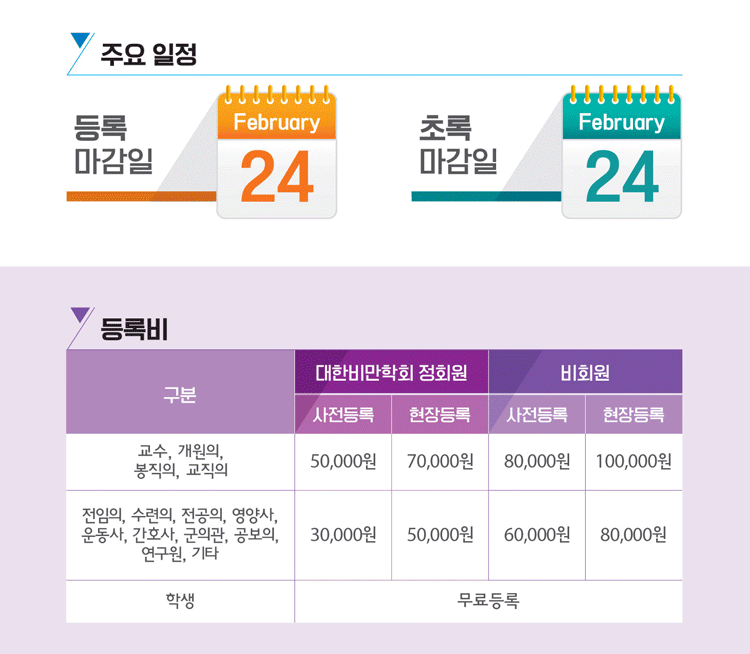 주요 일정
등록
마감일
February
24
초록
마감일
February
24
등록비
구분
대한비만학회 정회원
비회원
사전등록
현장등록
사전등록
현장등록
교수, 개원의,
봉직의, 교직의
50,000원
70,000원
80,000원
100,000원
전임의, 수련의, 전공의, 영양사,
운동사, 간호사, 군의관, 공보의,
연구원, 기타
30,000원
50,000원
60,000원
80,000원
학생
무료등록